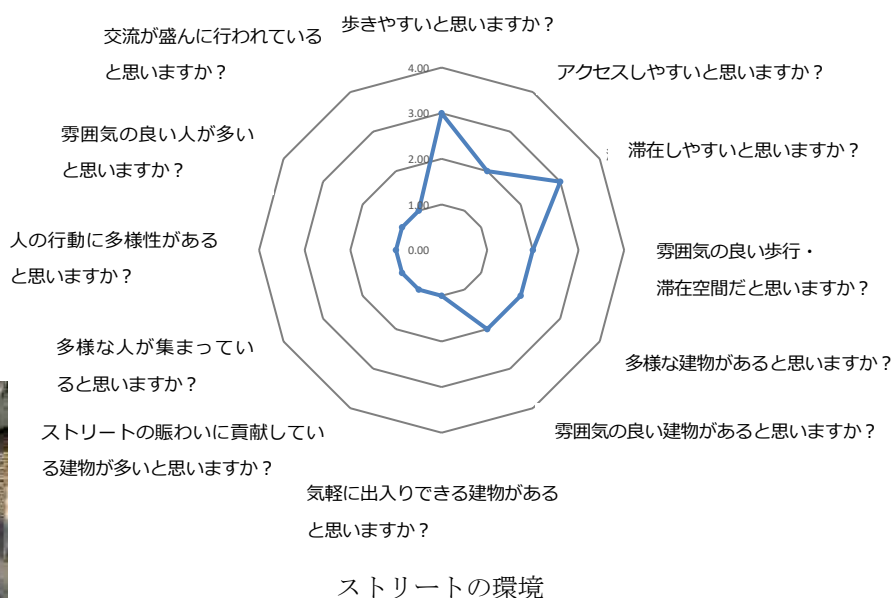 歩きやすいと思いますか？
アクセスしやすいと思いますか？
滞在しやすいと思いますか？
雰囲気の良い歩行・
滞在空間だと思いますか？
多様な建物があると思いますか？
雰囲気の良い建物があると思いますか？
気軽に出入りできる建物がある
と思いますか？
ストリートの賑わいに貢献してい
る建物が多いと思いますか？
多様な人が集まってい
ると思いますか？
人の行動に多様性がある
と思いますか？
雰囲気の良い人が多い
と思いますか？
交流が盛んに行われている
と思いますか？
4.00
3.00
2.00
1.00
0.00
ストリートの環境